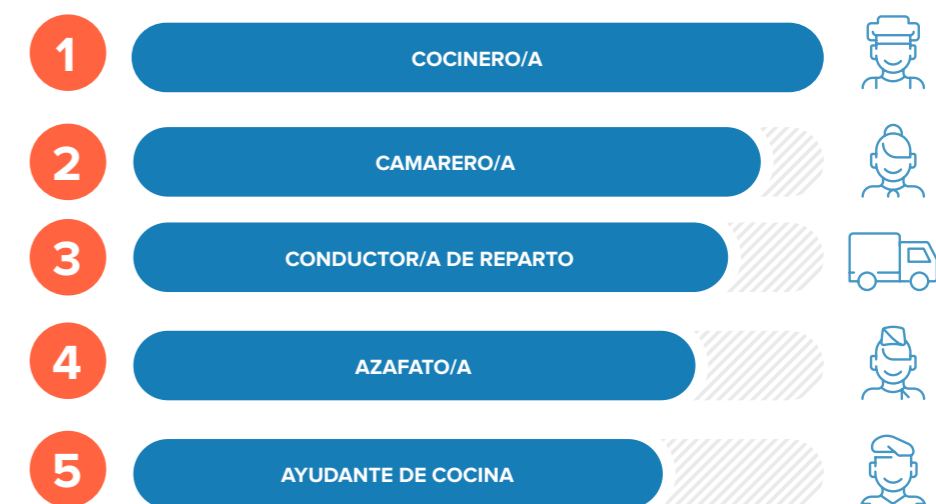 1 COCINERO/A
2 CAMARERO/A
3 CONDUCTOR/A DE REPARTO
4 AZAFATO/A
5 AYUDANTE DE COCINA